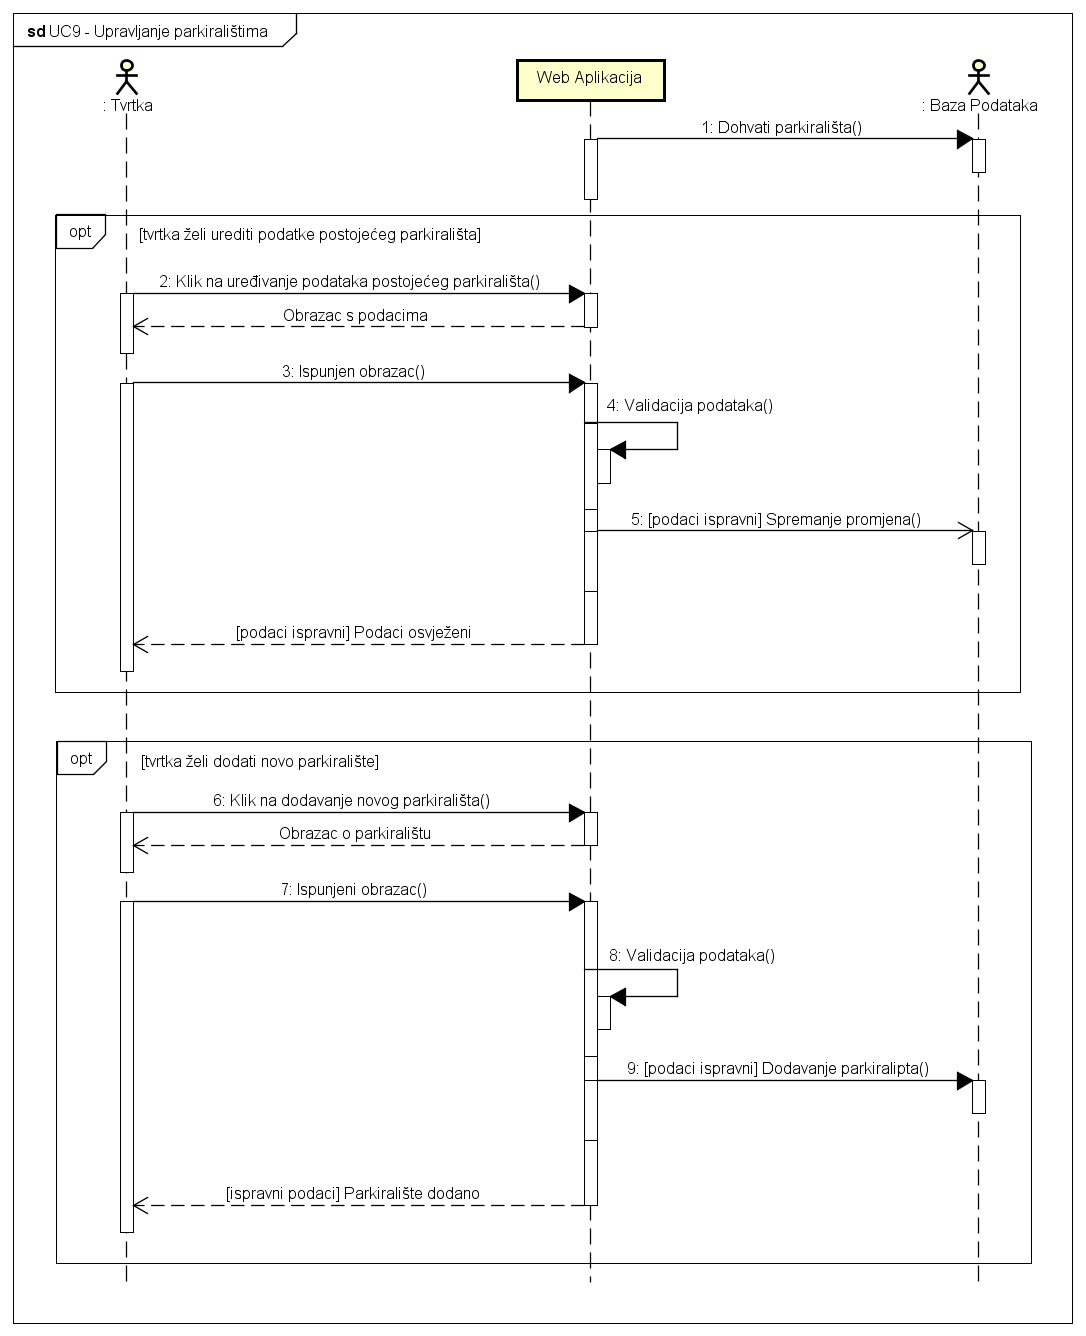 sd UC9 - Upravljanje parkiralištima
: Tvrtka
Web Aplikacija
: Baza Podataka
1: Dohvati parkirališta()
opt
[tvrtka želi urediti podatke postojećeg parkirališta]
2: Klik na uređivanje podataka postojećeg parkirališta()
Obrazac s podacima
3: Ispunjen obrazac()
4: Validacija podataka()
5: [podaci ispravni] Spremanje promjena()
[podaci ispravni] Podaci osvježeni
opt
[tvrtka želi dodati novo parkiralište]
6: Klik na dodavanje novog parkirališta()
Obrazac o parkiralištu
7: Ispunjeni obrazac()
8: Validacija podataka()
9: [podaci ispravni] Dodavanje parkiralipta()
[ispravni podaci] Parkiralište dodano